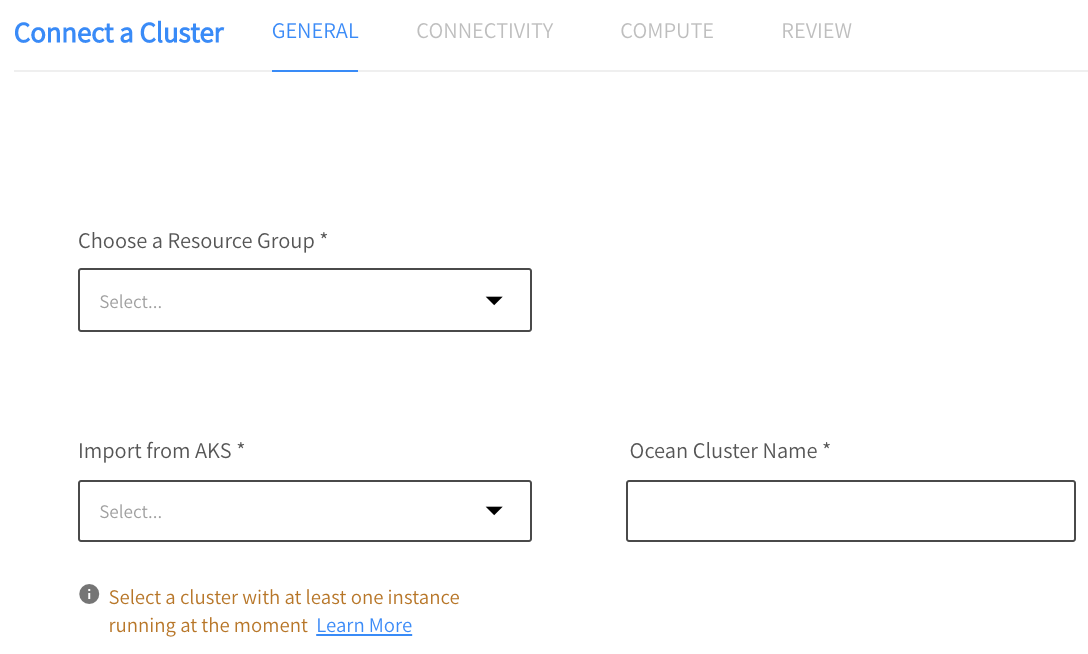 Connect a Cluster GENERAL CONNECTIVITY COMPUTE REVIEW
Choose a Resource Group *
Select...
Import from AKS * Ocean Cluster Name *
Select...
Select a cluster with at least one instance
running at the moment Learn More